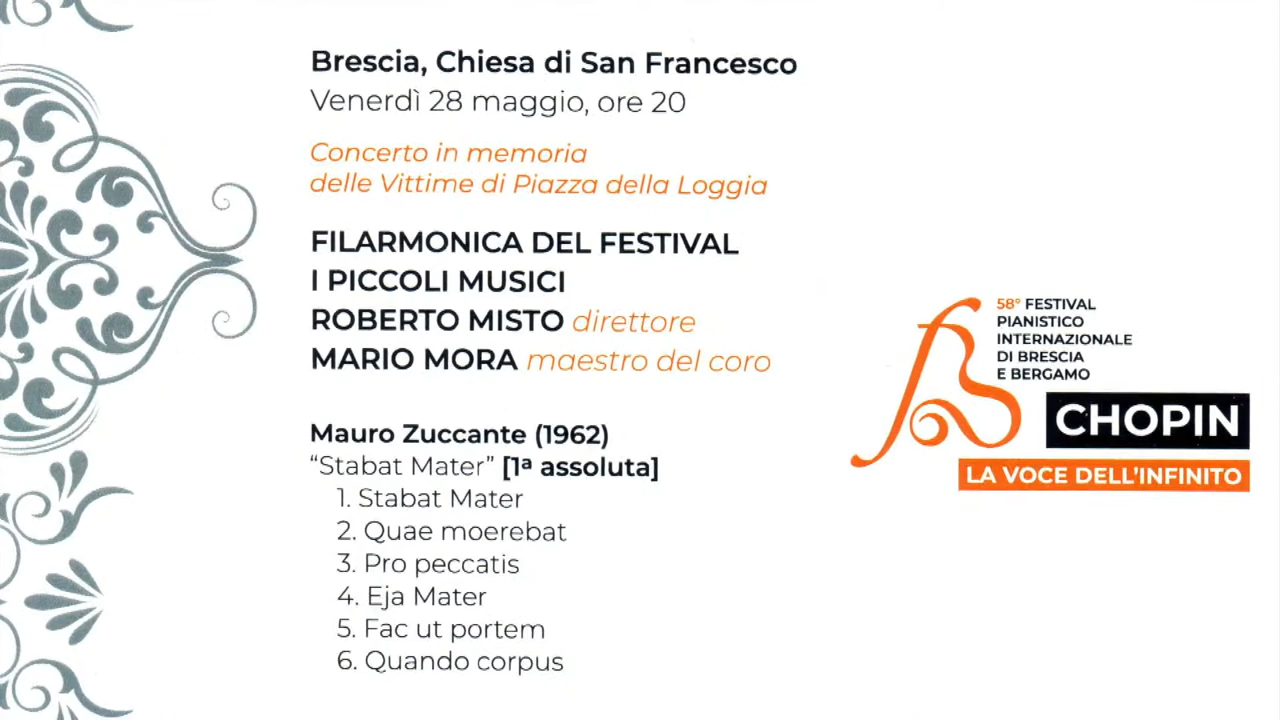 Brescia, Chiesa di San Francesco
Venerdì 28 maggio, ore 20
Concerto in memoria
delle Vittime di Piazza della Loggia
FILARMONICA DEL FESTIVAL
I PICCOLI MUSICI
ROBERTO MISTO direttore
MARIO MORA maestro del coro
Mauro Zuccante (1962)
“Stabat Mater” [1ª assoluta]
1. Stabat Mater
2. Quae moerebat
3. Pro peccatis
4. Eja Mater
5. Fac ut portem
6. Quando corpus
58° FESTIVAL
PIANISTICO
INTERNAZIONALE
DI BRESCIA
E BERGAMO
CHOPIN
LA VOCE DELL’INFINITO